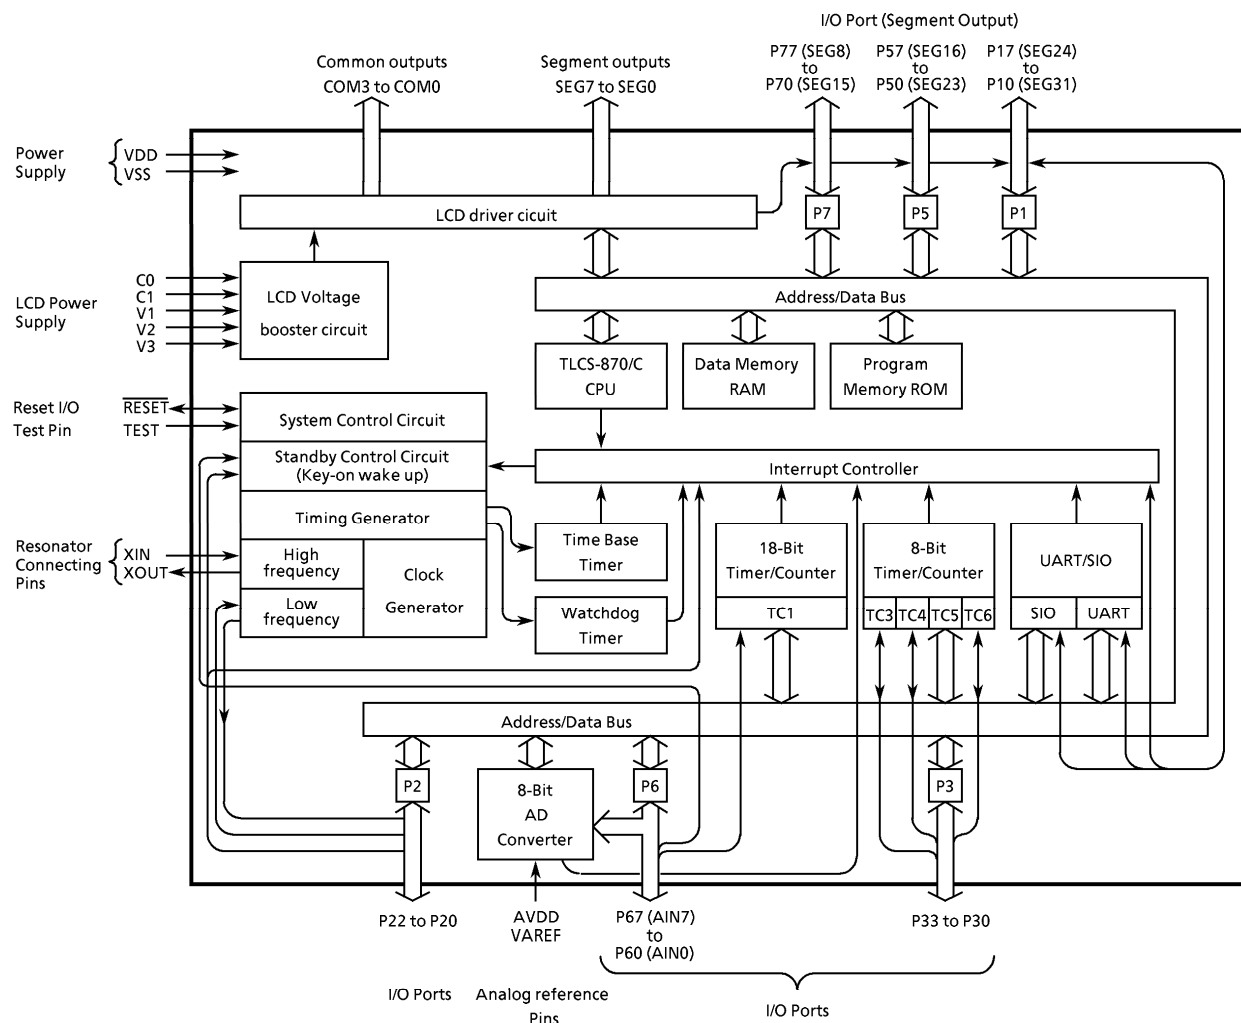 I/O Port (Segment Output)
Common outputs
COM3 to COM0
Segment outputs
SEG7 to SEG0
P77 (SEG8)
to
P70 (SEG15)
P57 (SEG16)
to
P50 (SEG23)
P17 (SEG24)
to
P10 (SEG31)
Power
Supply
VDD
VSS
LCD driver cicuit
P7
P5
P1
LCD Power
Supply
C0
C1
V1
V2
V3
LCD Voltage
booster circuit
Address/Data Bus
TLCS-870/C
CPU
Data Memory
RAM
Program
Memory ROM
Reset I/O
Test Pin
RESET
TEST
System Control Circuit
Standby Control Circuit
(Key-on wake up)
Interrupt Controller
Timing Generator
Resonator
Connecting
Pins
XIN
XOUT
High
frequency
Low
frequency
Clock
Generator
Time Base
Timer
Watchdog
Timer
18-Bit
Timer/Counter
TC1
8-Bit
Timer/Counter
TC3
TC4
TC5
TC6
UART/SIO
SIO
UART
Address/Data Bus
P2
8-Bit
AD
Converter
P6
P3
P22 to P20
AVDD
VAREF
P67 (AIN7)
to
P60 (AIN0)
P33 to P30
I/O Ports
Analog reference
Pins
I/O Ports